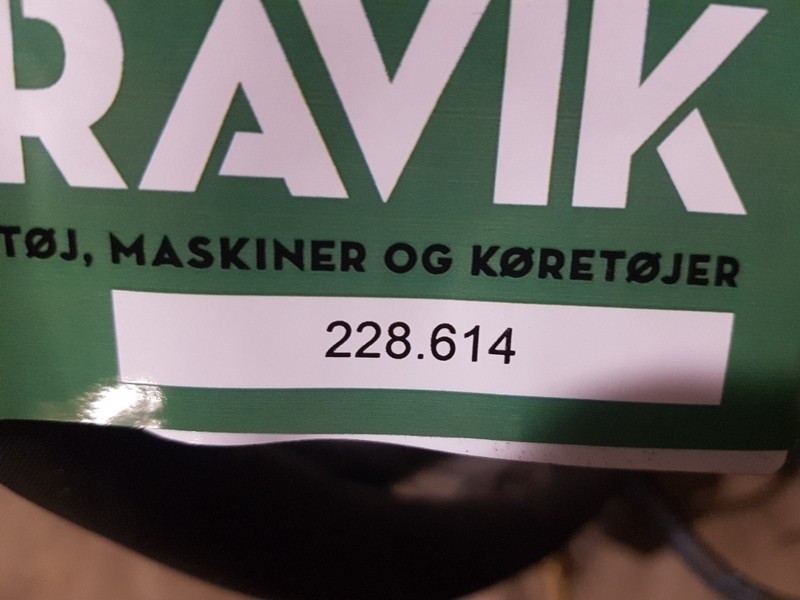 RAVIK
TØJ, MASKINER OG KØRETØJER
228.614